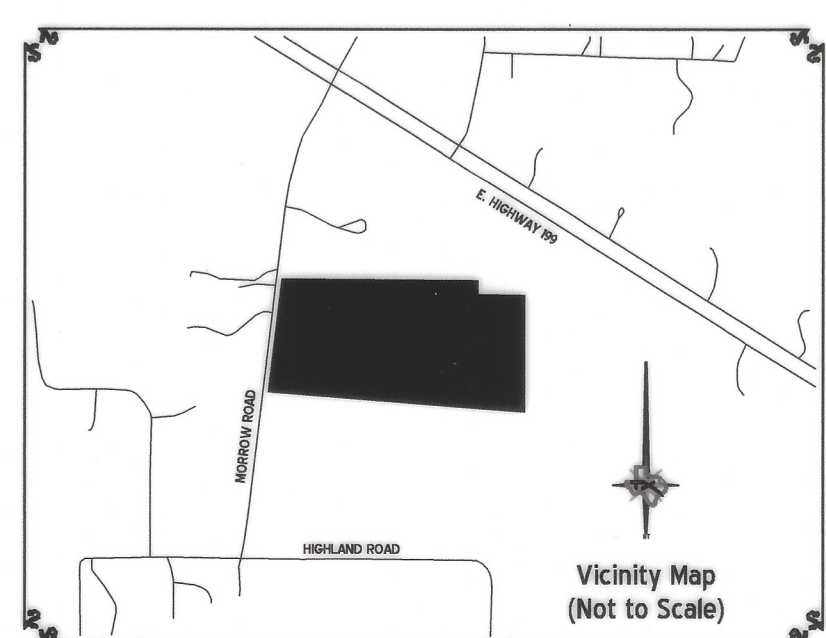 E. HIGHWAY 199
MORROW ROAD
HIGHLAND ROAD
Vicinity Map
(Not to Scale)